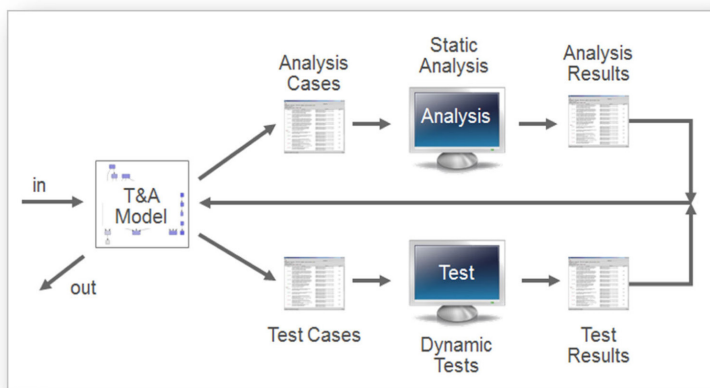 Analysis
Cases
Static
Analysis
Analysis
Results
Analysis
in
T&A
Model
out
Test
Test Cases
Dynamic
Tests
Test
Results